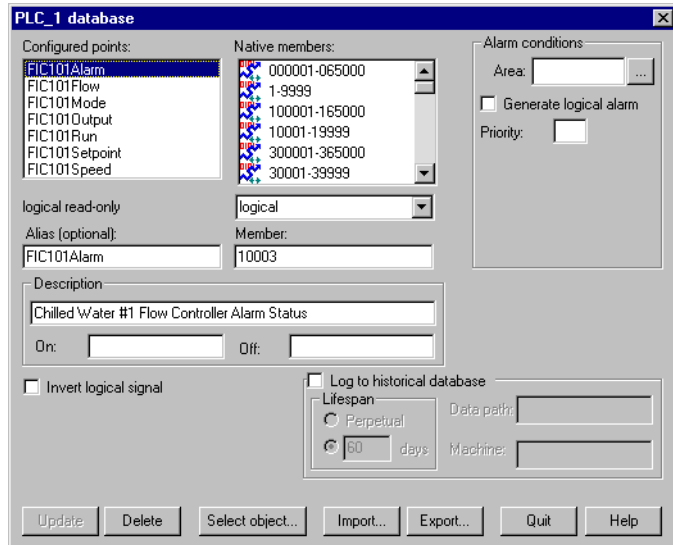 PLC_1 database
Configured points:
FIC101Alarm
FIC101Flow
FIC101Mode
FIC101Output
FIC101Run
FIC101Setpoint
FIC101Speed
Native members:
000001-065000
1-9999
100001-165000
10001-19999
300001-365000
30001-39999
Alarm conditions
Area:
...
Generate logical alarm
Priority:
logical read-only
logical
Alias (optional):
FIC101Alarm
Member:
10003
Description
Chilled Water #1 Flow Controller Alarm Status
On:
Off:
Invert logical signal
Log to historical database
Lifespan
Perpetual
60 days
Data path:
Machine:
Update
Delete
Select object...
Import...
Export...
Quit
Help